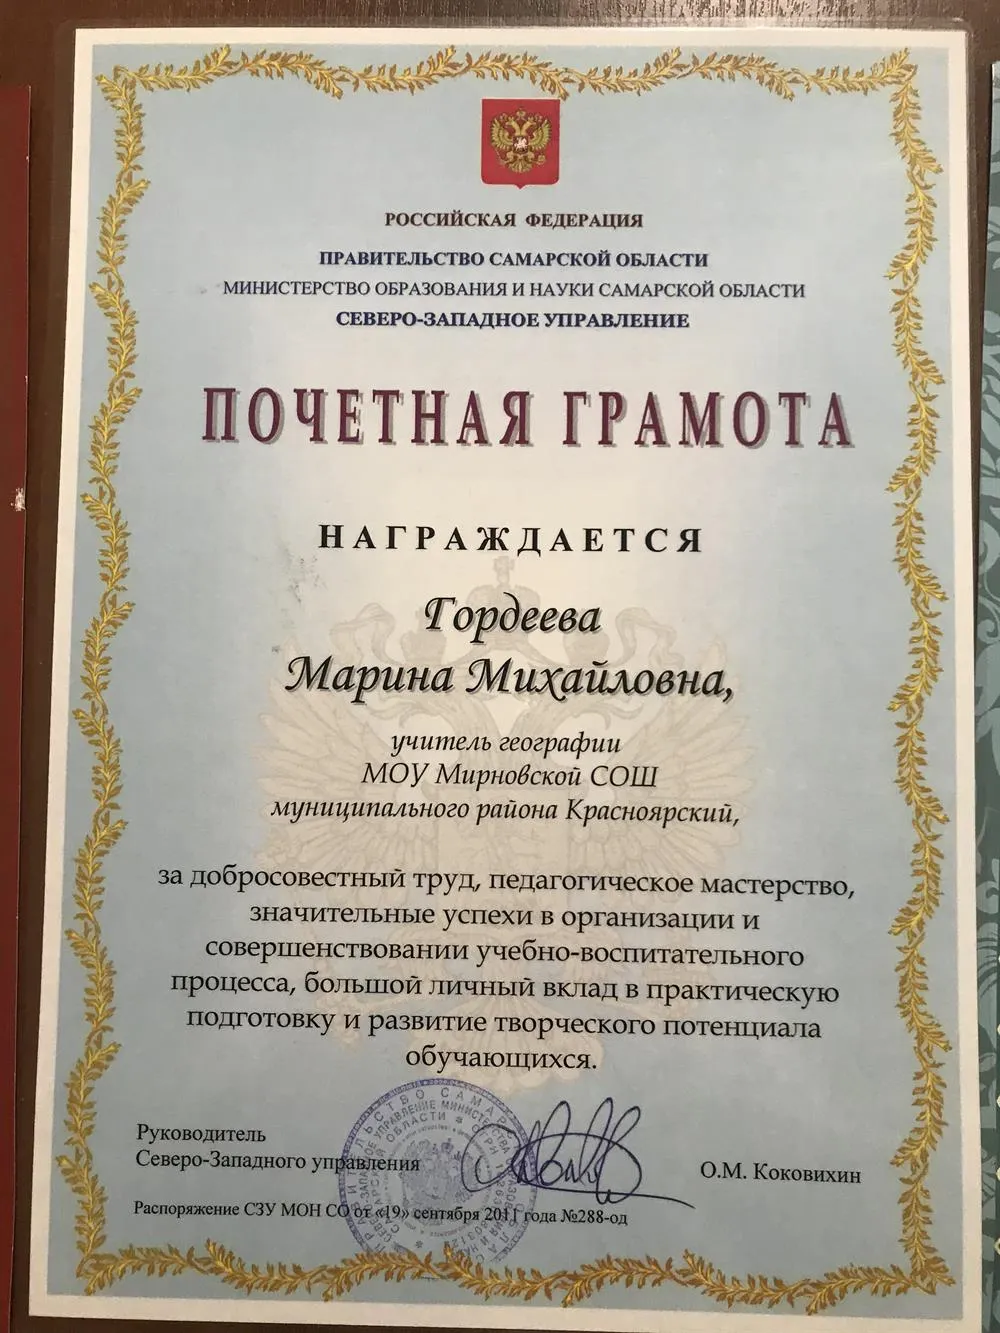 РОССИЙСКАЯ ФЕДЕРАЦИЯ
ПРАВИТЕЛЬСТВО САМАРСКОЙ ОБЛАСТИ
МИНИСТЕРСТВО ОБРАЗОВАНИЯ И НАУКИ САМАРСКОЙ ОБЛАСТИ
СЕВЕРО-ЗАПАДНОЕ УПРАВЛЕНИЕ
ПОЧЕТНАЯ ГРАМОТА
НАГРАЖДАЕТСЯ
Гордеева
Марина Михайловна,
учитель географии
МОУ Мирновской СОШ
муниципального района Красноярский,
за добросовестный труд, педагогическое мастерство,
значительные успехи в организации и
совершенствовании учебно-воспитательного
процесса, большой личный вклад в практическую
подготовку и развитие творческого потенциала
обучающихся.
Руководитель
Северо-Западного управления
О.М. Коковихин
Распоряжение СЗУ МОН СО от «19» сентября 2011 года №288-од